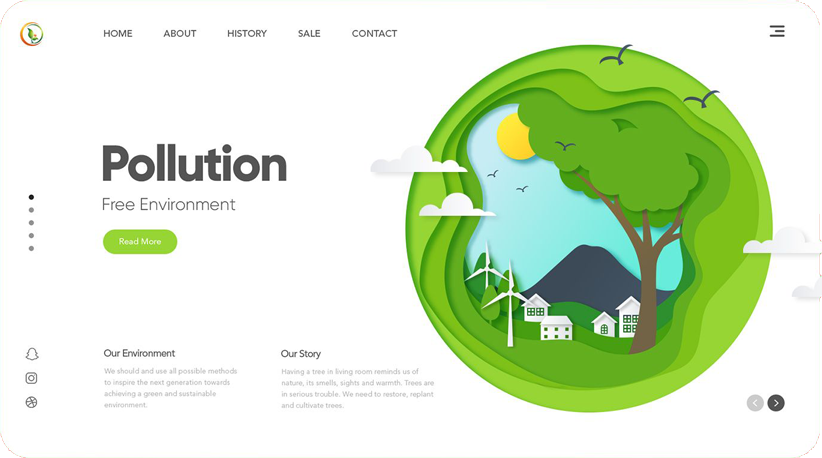 HOME ABOUT HISTORY SALE CONTACT
Pollution
Free Environment
Read More
Our Environment
We should and use all possible methods
to inspire the next generation towards
achieving a green and sustainable
environment.
Our Story
Having a tree in living room reminds us of
nature, its smells, sights and warmth. Trees are
in serious trouble. We need to restore, replant
and cultivate trees.